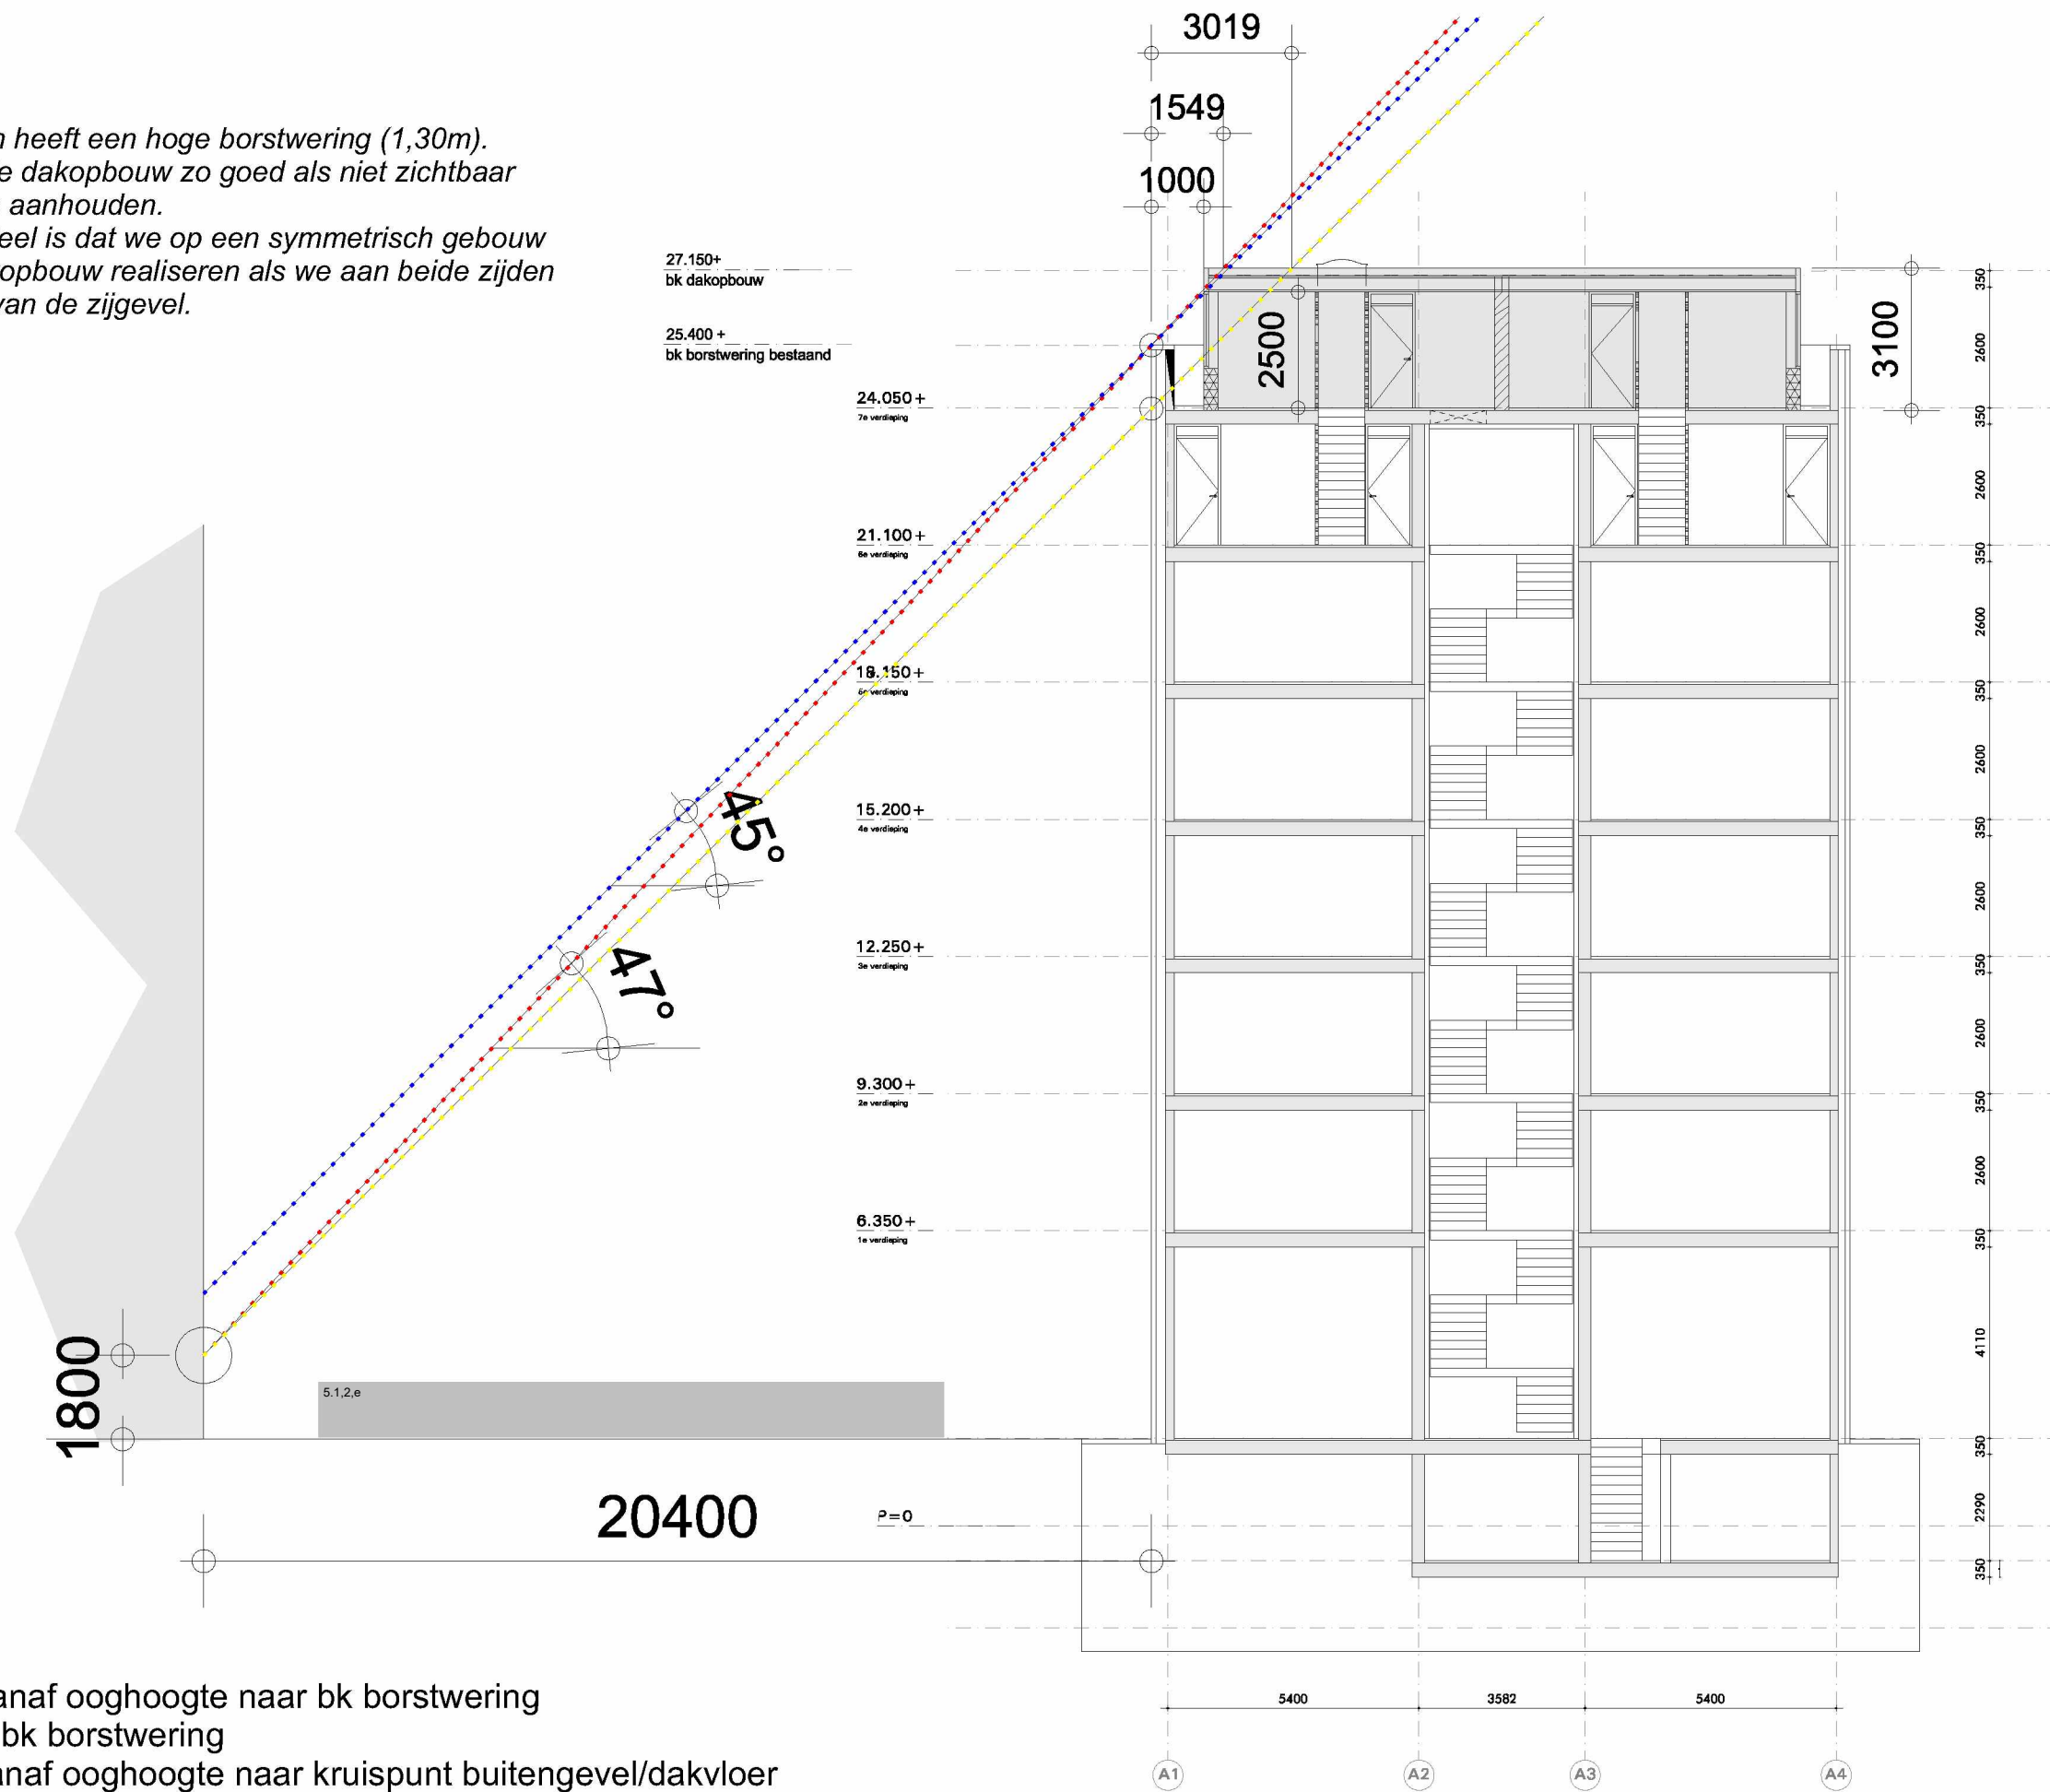 3019
1549
1000
heeft een hoge borstwering (1,30m).
dakopbouw zo goed als niet zichtbaar
aanhouden.
is dat we op een symmetrisch gebouw
realiseren als we aan beide zijden
van de zijgevel.
27.150+
bk dakopbouw
25.400 +
bk borstwering bestaand
24.050+
7e verdieping
21.100+
6e verdieping
18.150+
5e verdieping
15.200+
4e verdieping
12.250+
3e verdieping
9.300+
2e verdieping
6.350+
1e verdieping
P=0
2500
3100
45°
47°
1800
5.1,2,e
20400
350
2600
350
2600
350
2600
350
2600
350
2600
350
2600
350
2600
350
4110
350
2290
350
5400
3582
5400
A1
A2
A3
A4
ooghoogte naar bk borstwering
bk borstwering
ooghoogte naar kruispunt buitengevel/dakvloer